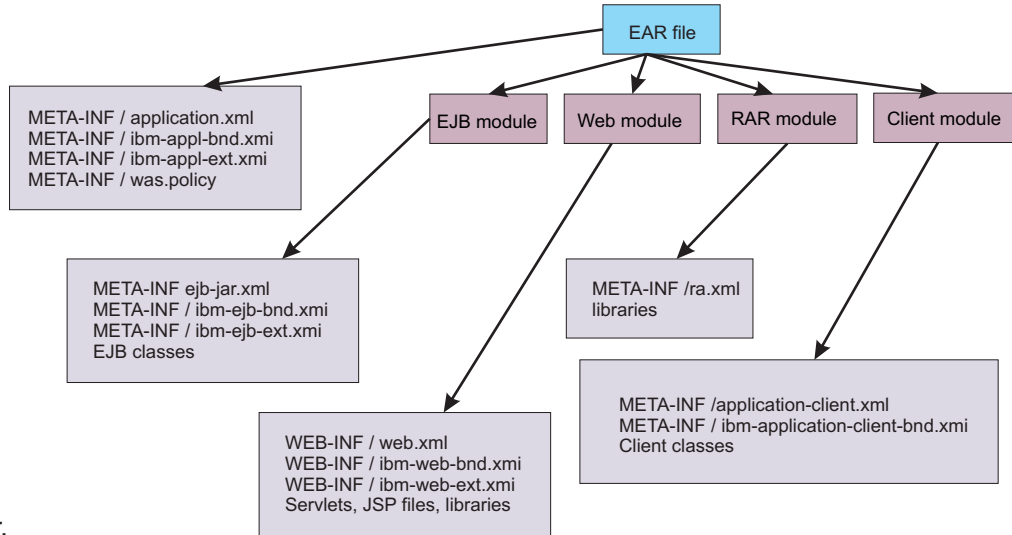 EAR file
META-INF / application.xml
META-INF / ibm-appl-bnd.xmi
META-INF / ibm-appl-ext.xmi
META-INF / was.policy
EJB module
Web module
RAR module
Client module
META-INF ejb-jar.xml
META-INF / ibm-ejb-bnd.xmi
META-INF / ibm-ejb-ext.xmi
EJB classes
META-INF /ra.xml
libraries
META-INF /application-client.xml
META-INF / ibm-application-client-bnd.xmi
Client classes
WEB-INF / web.xml
WEB-INF / ibm-web-bnd.xmi
WEB-INF / ibm-web-ext.xmi
Servlets, JSP files, libraries